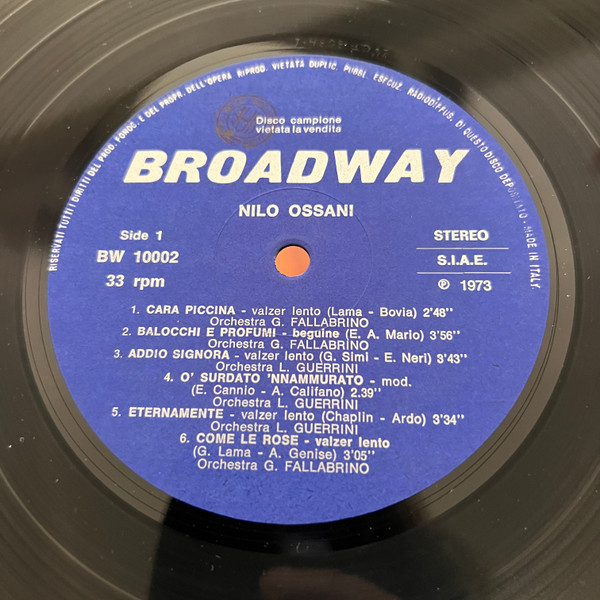 RISERVATI TUTTI I DIRITTI DEL PROD. FONOG. E DEL PROPR. DELL'OPERA RIPROD. VIETATA DUPLIC. PUBBL. ESECUZ. RADIODIFFUS. DI QUESTO DISCO DEPOSITATO - MADE IN ITALY
Disco campione
vietata la vendita
BROADWAY
NILO OSSANI
Side 1
BW 10002
33 rpm
STEREO
S.I.A.E.
Ⓟ 1973
1. CARA PICCINA - valzer lento (Lama - Bovia) 2'48''
Orchestra G. FALLABRINO
2. BALOCCHI E PROFUMI - beguine (E. A. Mario) 3'56''
Orchestra G. FALLABRINO
3. ADDIO SIGNORA - valzer lento (G. Simi - E. Neri) 3'43''
Orchestra L. GUERRINI
4. O' SURDATO 'NNAMMURATO - mod.
(E. Cannio - A. Califano) 2.39''
Orchestra L. GUERRINI
5. ETERNAMENTE - valzer lento (Chaplin - Ardo) 3'34''
Orchestra L. GUERRINI
6. COME LE ROSE - valzer lento
(G. Lama - A. Genise) 3'05''
Orchestra G. FALLABRINO